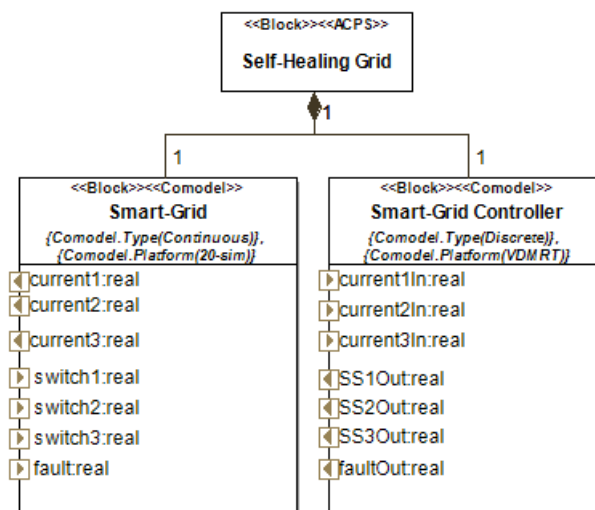 <<Block>><<ACPS>>
Self-Healing Grid
1
1
1
<<Block>><<Comodel>>
Smart-Grid
{Comodel.Type(Continuous)},
{Comodel.Platform(20-sim)}
current1:real
current2:real
current3:real
switch1:real
switch2:real
switch3:real
fault:real
<<Block>><<Comodel>>
Smart-Grid Controller
{Comodel.Type(Discrete)},
{Comodel.Platform(VDMRT)}
current1In:real
current2In:real
current3In:real
SS1Out:real
SS2Out:real
SS3Out:real
faultOut:real